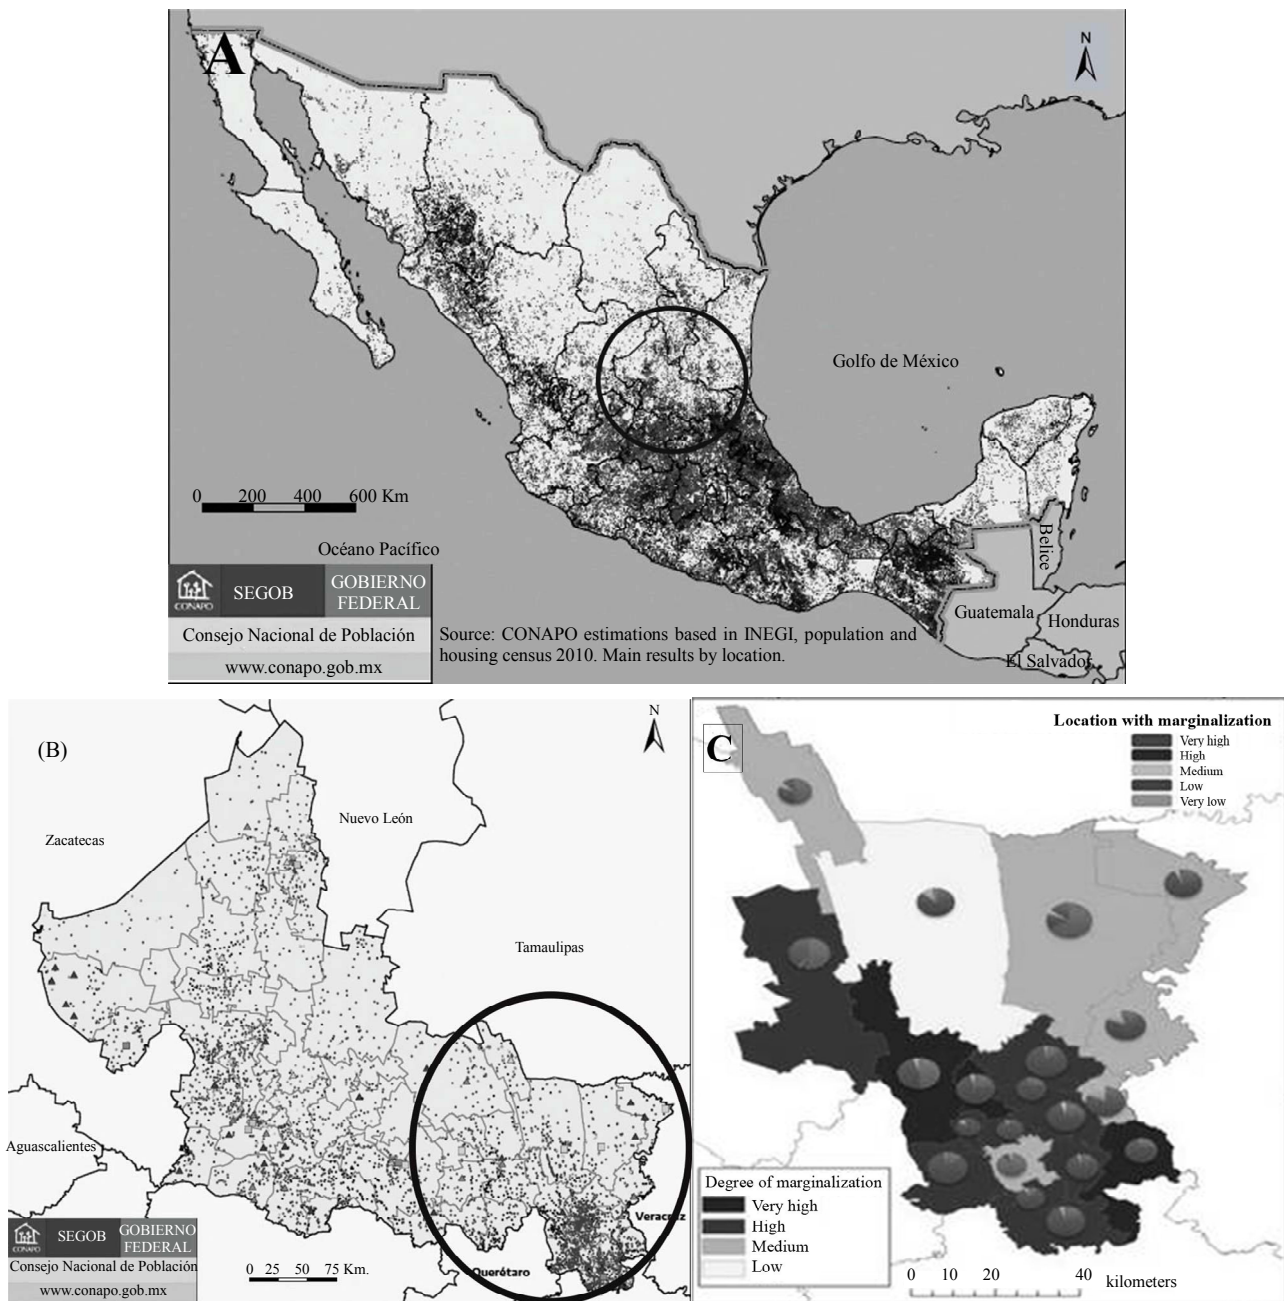 A
N
Golfo de México
0 200 400 600 Km
Océano Pacífico
Belice
Guatemala
Honduras
El Salvador
CONAPO
SEGOB
GOBIERNO
FEDERAL
Consejo Nacional de Población
www.conapo.gob.mx
Source: CONAPO estimations based in INEGI, population and
housing census 2010. Main results by location.
(B)
N
Zacatecas
Nuevo León
Tamaulipas
Aguascalientes
Veracruz
Querétaro
CONAPO
SEGOB
GOBIERNO
FEDERAL
Consejo Nacional de Población
www.conapo.gob.mx
0 25 50 75 Km.
C
Location with marginalization
Very high
High
Medium
Low
Very low
Degree of marginalization
Very high
High
Medium
Low
0 10 20 40 kilometers